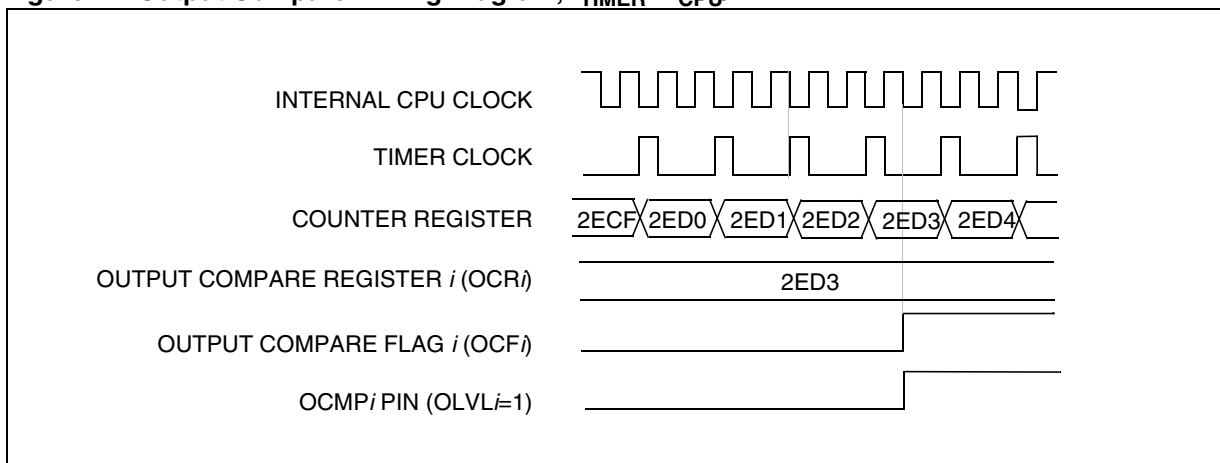 INTERNAL CPU CLOCK
TIMER CLOCK
COUNTER REGISTER 2ECF 2ED0 2ED1 2ED2 2ED3 2ED4
OUTPUT COMPARE REGISTER i (OCRi) 2ED3
OUTPUT COMPARE FLAG i (OCFi)
OCMPi PIN (OLVLi=1)